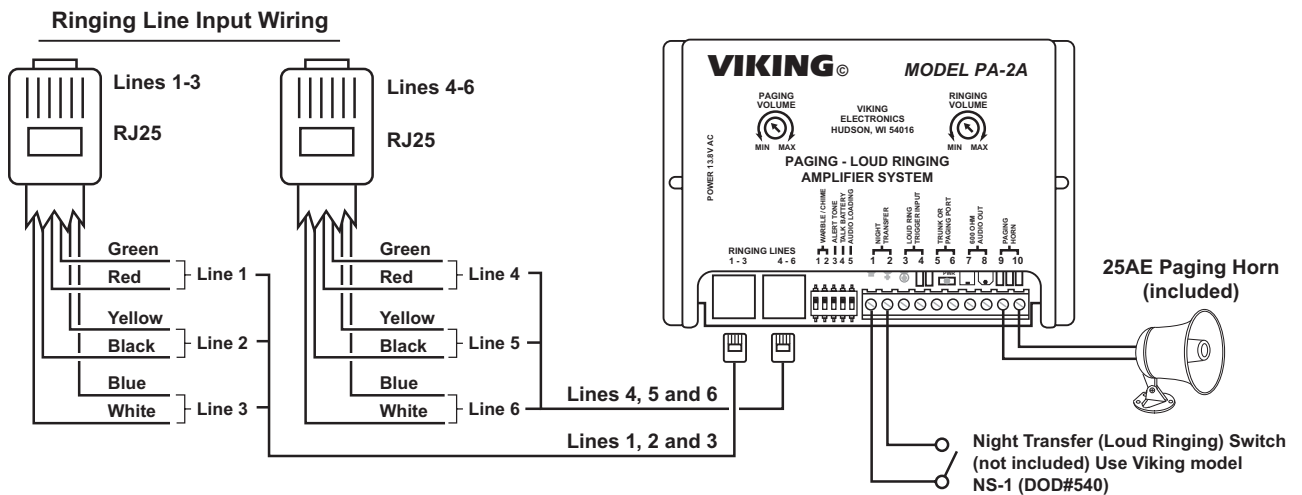 Ringing Line Input Wiring
Lines 1-3
RJ25
Lines 4-6
RJ25
Green
Red
Line 1
Yellow
Black
Line 2
Blue
White
Line 3
Green
Red
Line 4
Yellow
Black
Line 5
Blue
White
Line 6
Lines 4, 5 and 6
Lines 1, 2 and 3
VIKING©
MODEL PA-2A
PAGING
VOLUME
MIN MAX
VIKING
ELECTRONICS
HUDSON, WI 54016
RINGING
VOLUME
MIN MAX
POWER 13.8V AC
PAGING - LOUD RINGING
AMPLIFIER SYSTEM
RINGING LINES
1 - 3 4 - 6
WARBLE / CHIME
ALERT TONE
TALK BATTERY
AUDIO LOADING
1 2 3 4 5
NIGHT
TRANSFER
LOUD RING
TRIGGER INPUT
TRUNK OR
PAGING PORT
600 OHM
AUDIO OUT
PAGING
HORN
1 2 3 4 5 6 7 8 9 10
PWR
25AE Paging Horn
(included)
Night Transfer (Loud Ringing) Switch
(not included) Use Viking model
NS-1 (DOD#540)